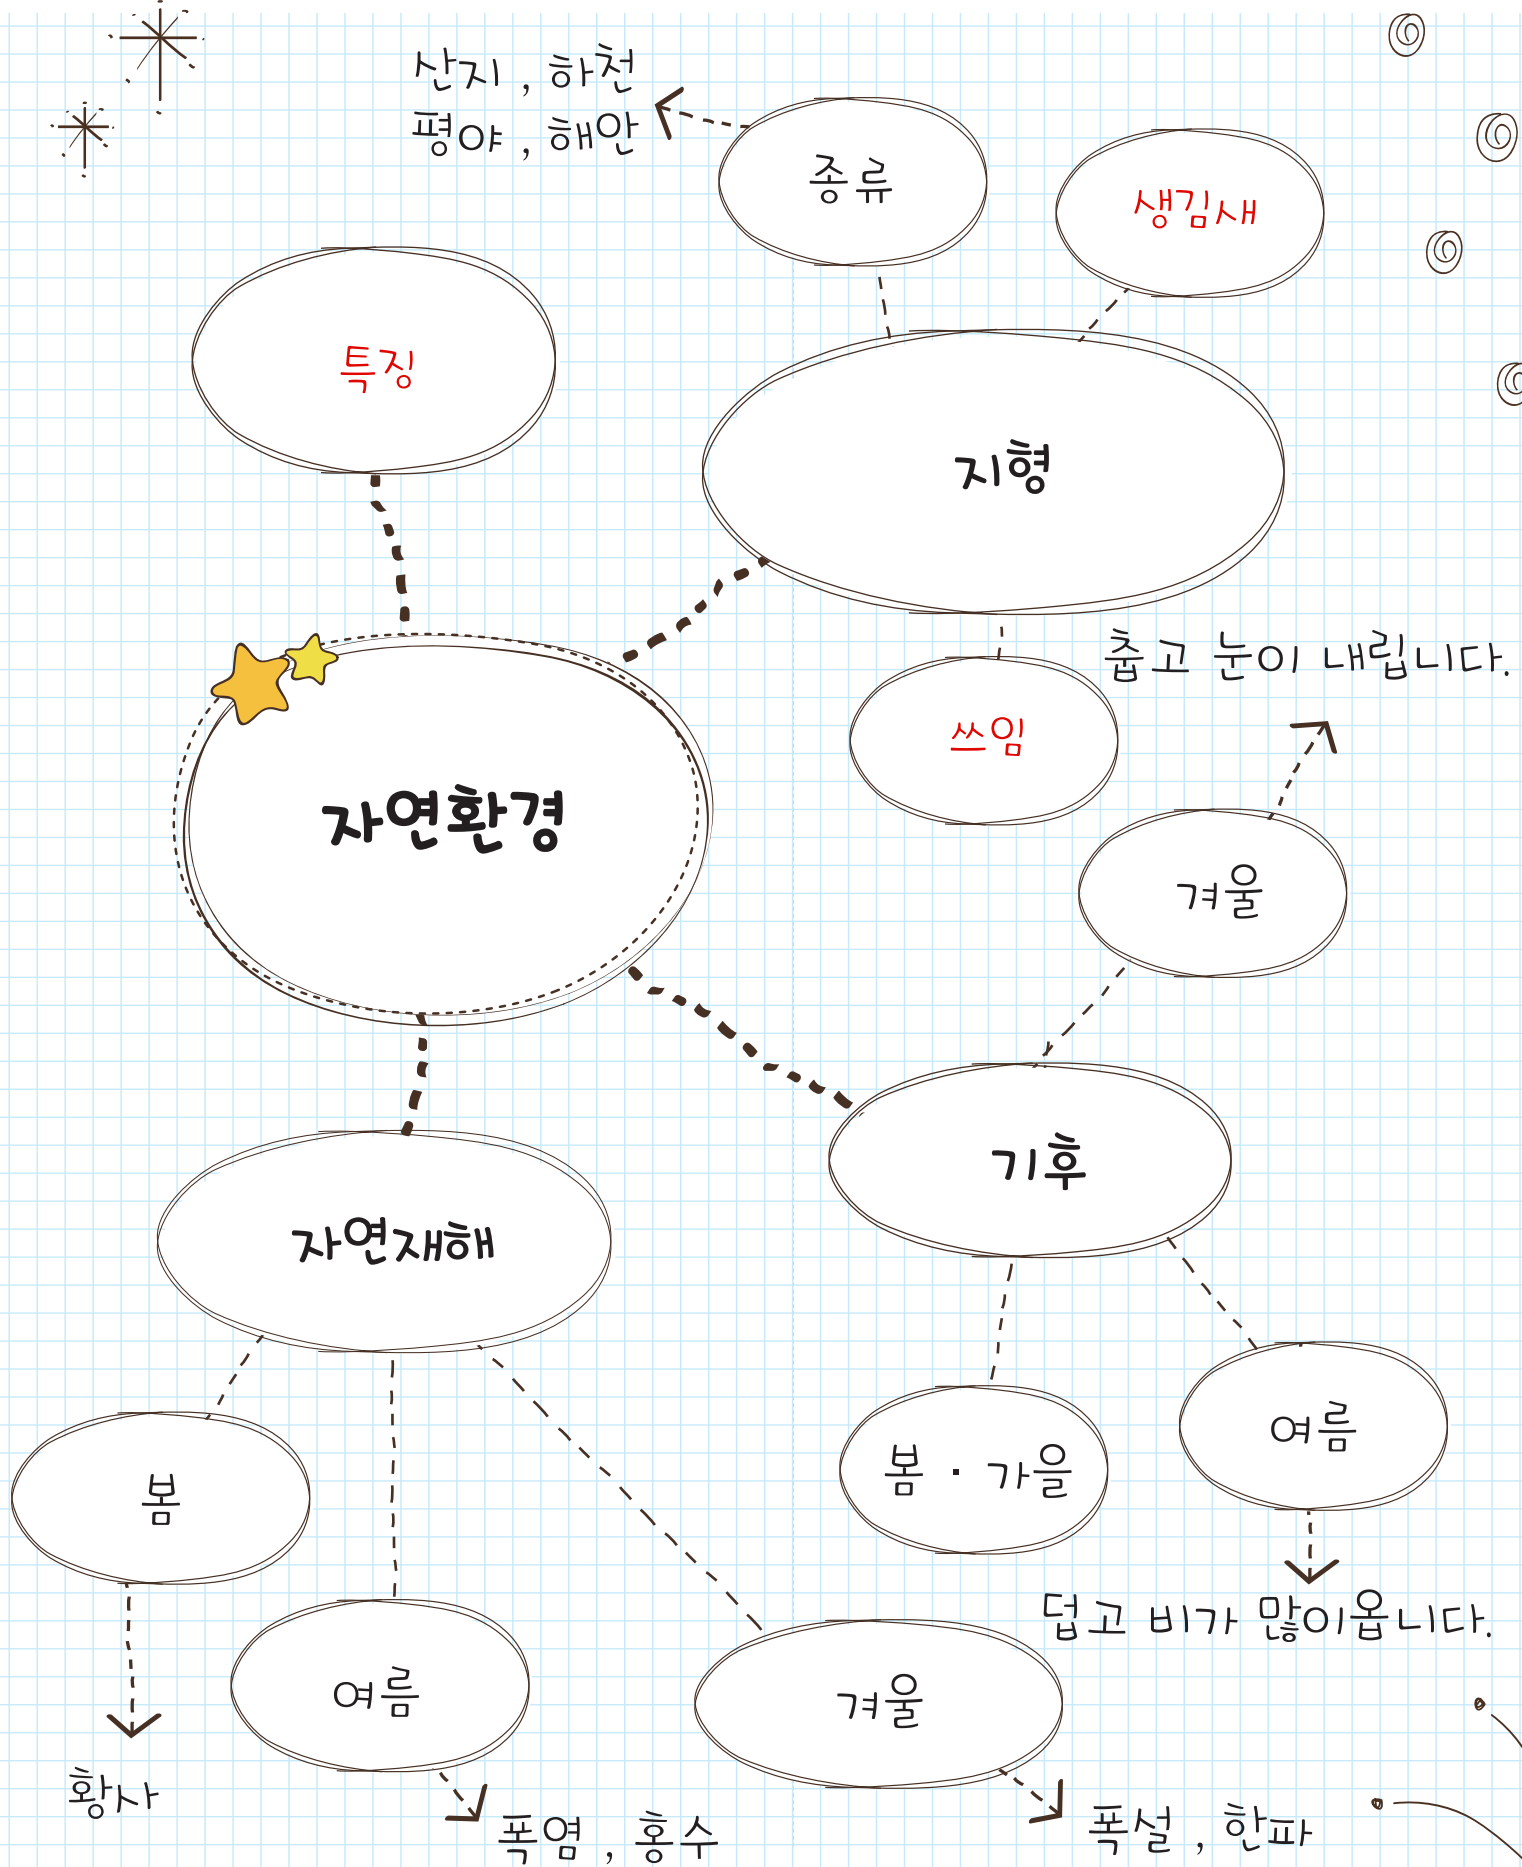 산지 , 하천
평야 , 해안
종류
생김새
특징
지형
춥고 눈이 내립니다.
쓰임
자연환경
겨울
기후
자연재해
여름
봄 · 가을
봄
덥고 비가 많이옵니다.
여름
겨울
황사
폭염 , 홍수
폭설 , 한파